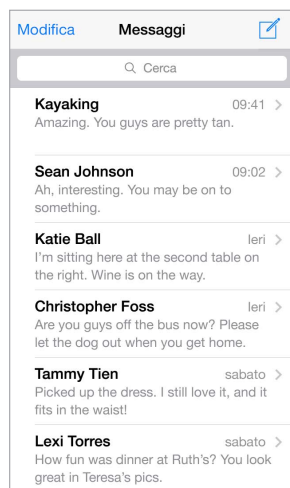 Modifica Messaggi
Cerca
Kayaking 09:41
Amazing. You guys are pretty tan.
Sean Johnson 09:02
Ah, interesting. You may be on to
something.
Katie Ball Ieri
I'm sitting here at the second table on
the right. Wine is on the way.
Christopher Foss Ieri
Are you guys off the bus now? Please
let the dog out when you get home.
Tammy Tien sabato
Picked up the dress. I still love it, and it
fits in the waist!
Lexi Torres sabato
How fun was dinner at Ruth's? You look
great in Teresa's pics.